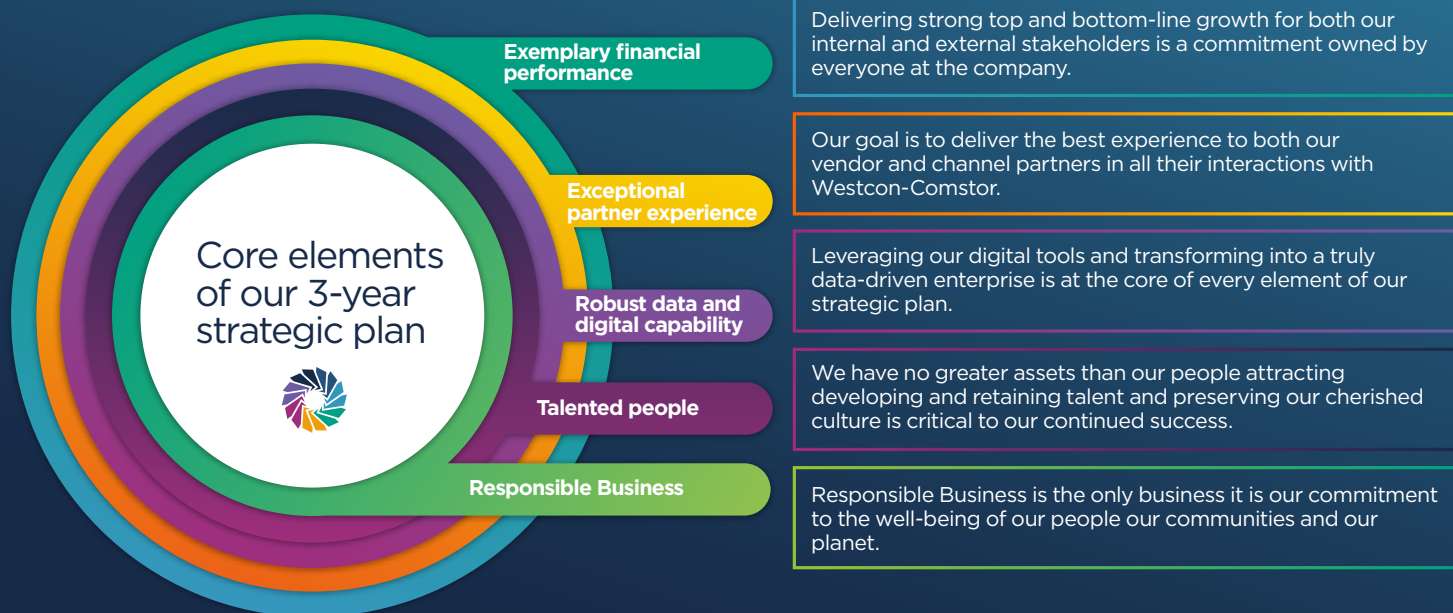 Core elements
of our 3-year
strategic plan
Exemplary financial
performance
Delivering strong top and bottom-line growth for both our
internal and external stakeholders is a commitment owned by
everyone at the company.
Exceptional
partner experience
Our goal is to deliver the best experience to both our
vendor and channel partners in all their interactions with
Westcon-Comstor.
Robust data and
digital capability
Leveraging our digital tools and transforming into a truly
data-driven enterprise is at the core of every element of our
strategic plan.
Talented people
We have no greater assets than our people attracting
developing and retaining talent and preserving our cherished
culture is critical to our continued success.
Responsible Business
Responsible Business is the only business it is our commitment
to the well-being of our people our communities and our
planet.